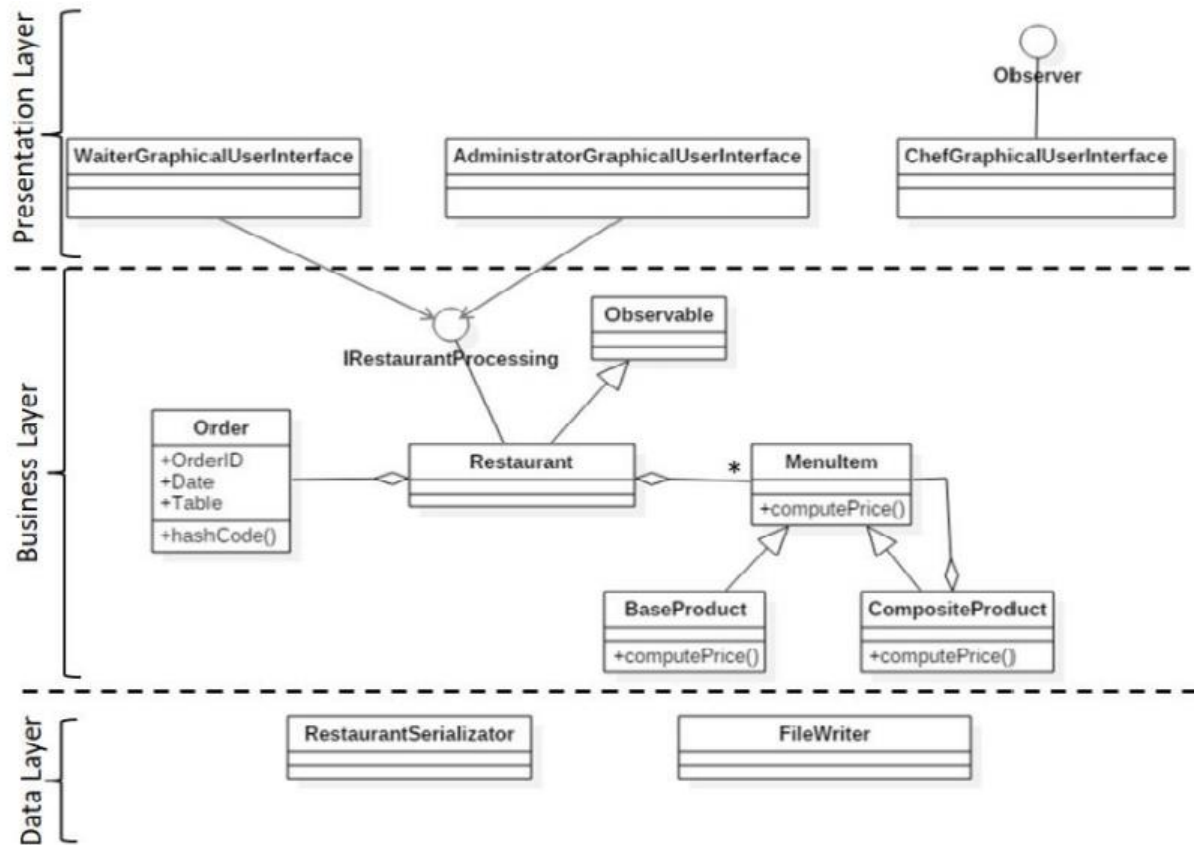 Presentation Layer
Observer
WaiterGraphicalUserInterface
AdministratorGraphicalUserInterface
ChefGraphicalUserInterface
Business Layer
Observable
IRestaurantProcessing
Order
+OrderID
+Date
+Table
+hashCode()
Restaurant
*
MenuItem
+computePrice()
BaseProduct
+computePrice()
CompositeProduct
+computePrice()
Data Layer
RestaurantSerializator
FileWriter